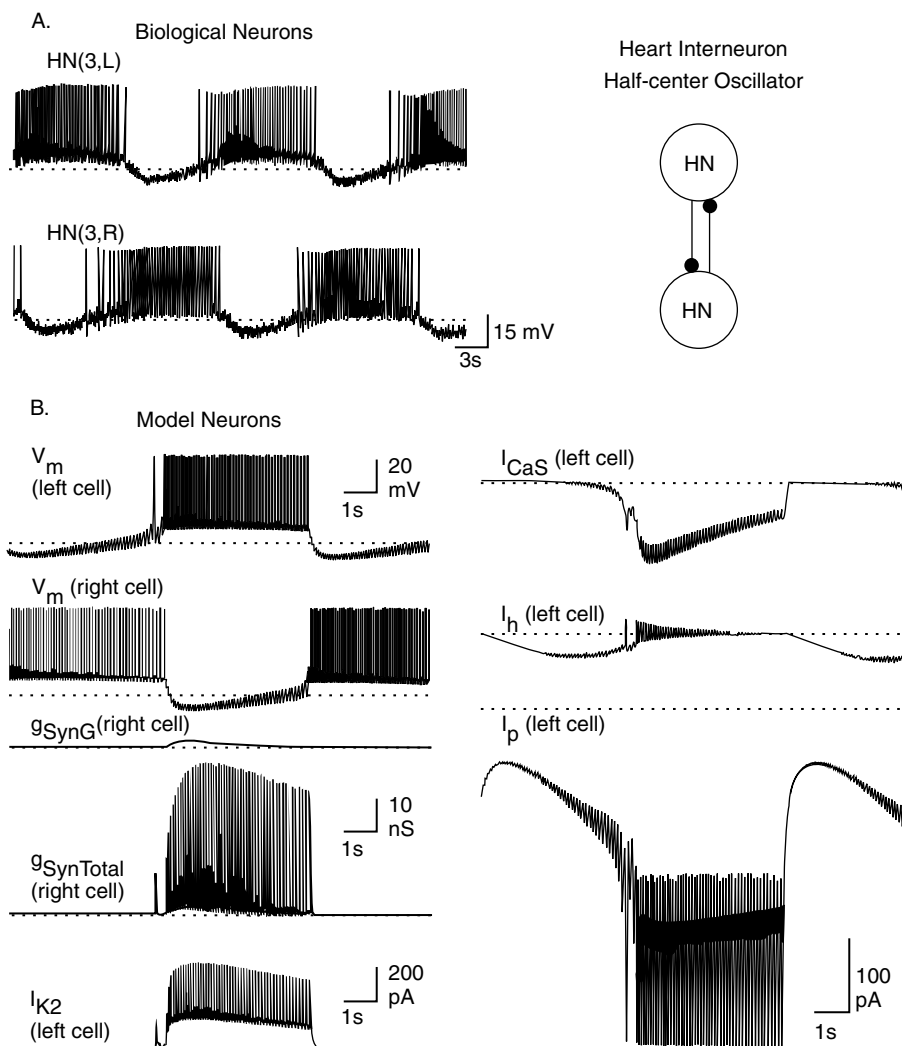 A.
Biological Neurons
HN(3,L)
HN(3,R)
15 mV
3s
Heart Interneuron
Half-center Oscillator
HN
HN
B.
Model Neurons
Vm
(left cell)
20
mV
1s
Vm (right cell)
gSynG (right cell)
10
nS
1s
gSynTotal
(right cell)
200
pA
1s
IK2
(left cell)
ICaS (left cell)
Ih (left cell)
Ip (left cell)
100
pA
1s